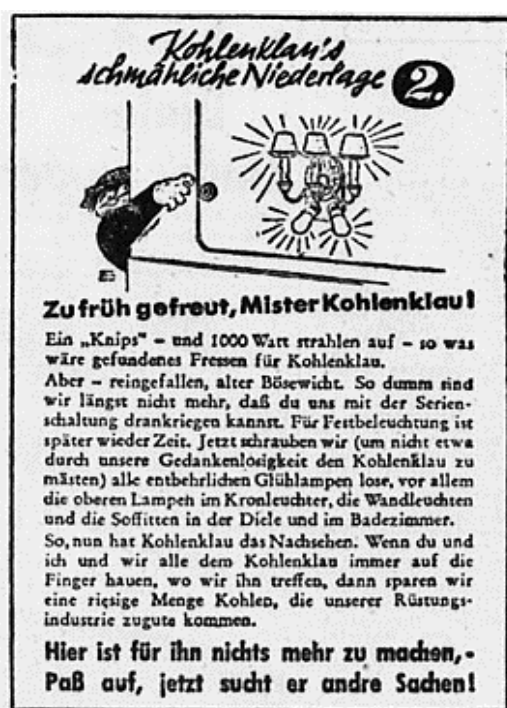 Kohlenklau's
schmähliche Niederlage 2.
Zu früh gefreut, Mister Kohlenklau!
Ein „Knips" – und 1000 Watt strahlen auf – so was
wäre gefundenes Fressen für Kohlenklau.
Aber – reingefallen, alter Bösewicht. So dumm sind
wir längst nicht mehr, daß du uns mit der Serien-
schaltung drankriegen kannst. Für Festbeleuchtung ist
später wieder Zeit. Jetzt schrauben wir (um nicht etwa
durch unsere Gedankenlosigkeit den Kohlenklau zu
mästen) alle entbehrlichen Glühlampen lose, vor allem
die oberen Lampen im Kronleuchter, die Wandleuchten
und die Soffitten in der Diele und im Badezimmer.
So, nun hat Kohlenklau das Nachsehen. Wenn du und
ich und wir alle dem Kohlenklau immer auf die
Finger hauen, wo wir ihn treffen, dann sparen wir
eine riesige Menge Kohlen, die unserer Rüstungs-
industrie zugute kommen.
Hier ist für ihn nichts mehr zu machen,-
Paß auf, jetzt sucht er andre Sachen!